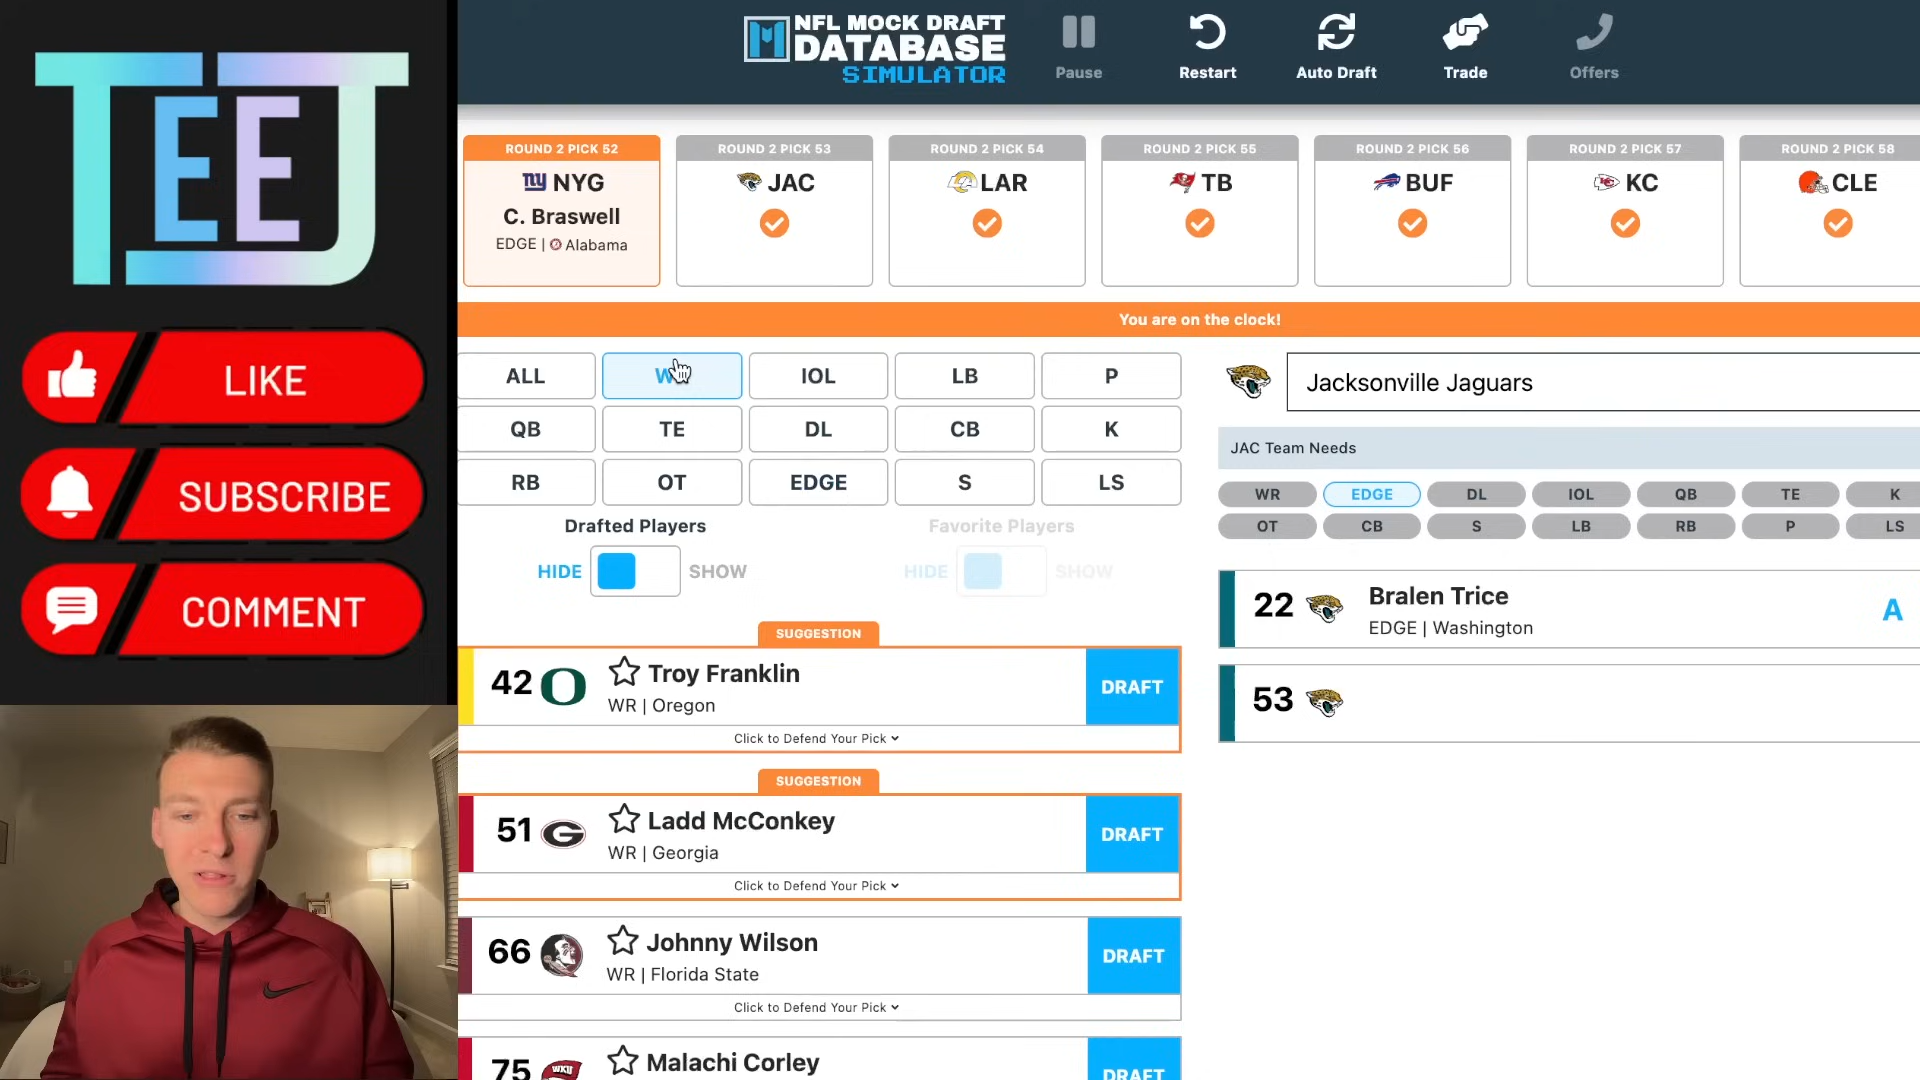 TEEJ
LIKE
SUBSCRIBE
COMMENT
NFL MOCK DRAFT
DATABASE
SIMULATOR
Pause
Restart
Auto Draft
Trade
Offers
ROUND 2 PICK 52
ny NYG
C. Braswell
EDGE | Alabama
ROUND 2 PICK 53
JAC
ROUND 2 PICK 54
LAR
ROUND 2 PICK 55
TB
ROUND 2 PICK 56
BUF
ROUND 2 PICK 57
KC
ROUND 2 PICK 58
CLE
You are on the clock!
ALL
W
IOL
LB
P
QB
TE
DL
CB
K
RB
OT
EDGE
S
LS
Drafted Players
HIDE
SHOW
Favorite Players
HIDE
SHOW
SUGGESTION
42
O
Troy Franklin
WR | Oregon
DRAFT
Click to Defend Your Pick
SUGGESTION
51
G
Ladd McConkey
WR | Georgia
DRAFT
Click to Defend Your Pick
66
Johnny Wilson
WR | Florida State
DRAFT
Click to Defend Your Pick
75
WKU
Malachi Corley
DRAFT
Jacksonville Jaguars
JAC Team Needs
WR
EDGE
DL
IOL
QB
TE
K
OT
CB
S
LB
RB
P
LS
22
Bralen Trice
EDGE | Washington
A
53